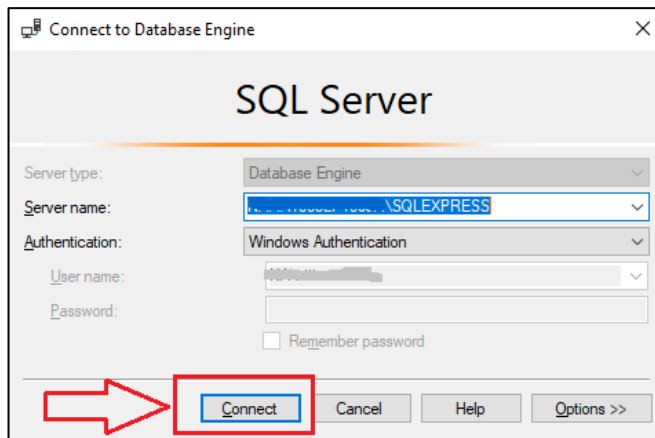 Connect to Database Engine
SQL Server
Server type: Database Engine
Server name: \SQLEXPRESS
Authentication: Windows Authentication
User name:
Password:
Remember password
Connect Cancel Help Options >>